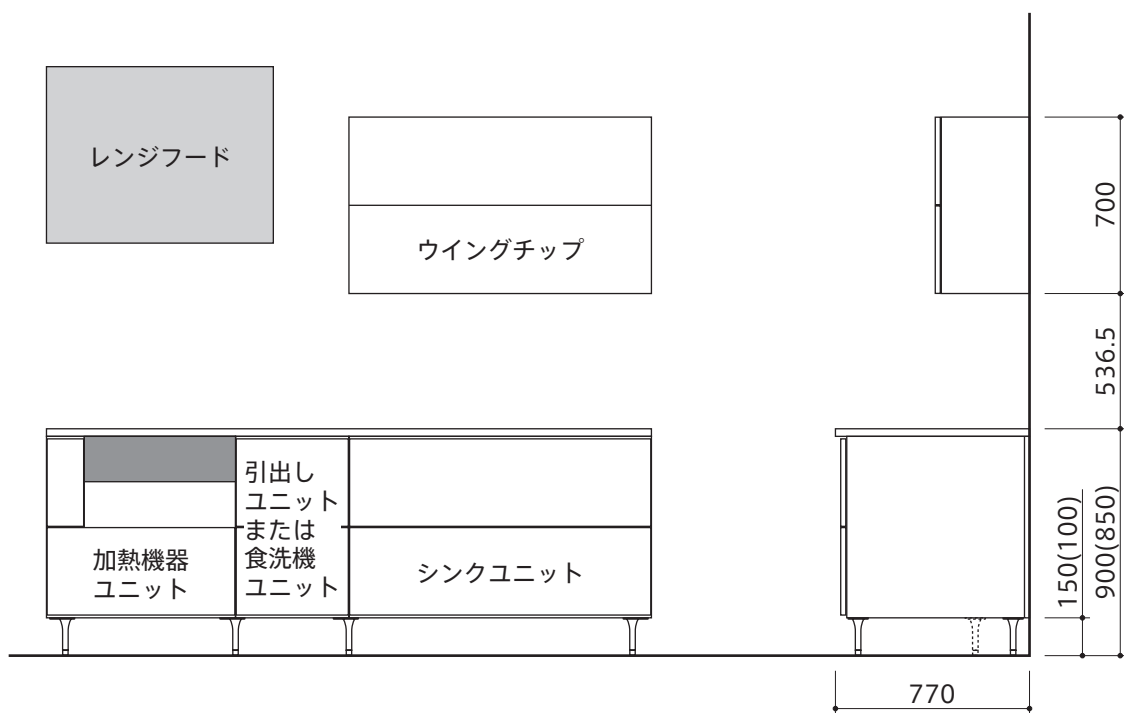 レンジフード
ウイングチップ
700
536.5
引出し
ユニット
または
食洗機
ユニット
加熱機器
ユニット
シンクユニット
150(100)
900(850)
770